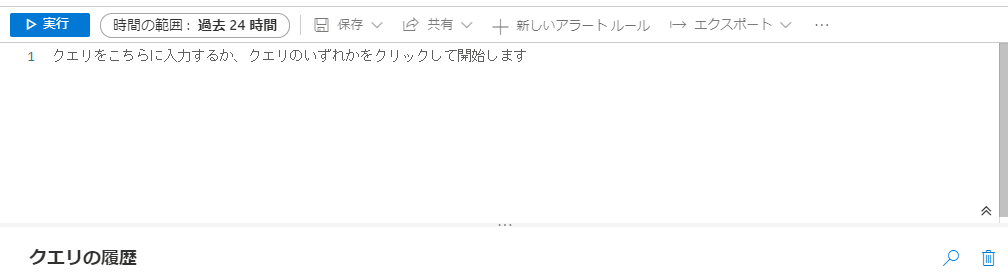 実行 時間の範囲 : 過去 24 時間 保存 共有 新しいアラート ルール エクスポート ...
1 クエリをこちらに入力するか、クエリのいずれかをクリックして開始します
クエリの履歴